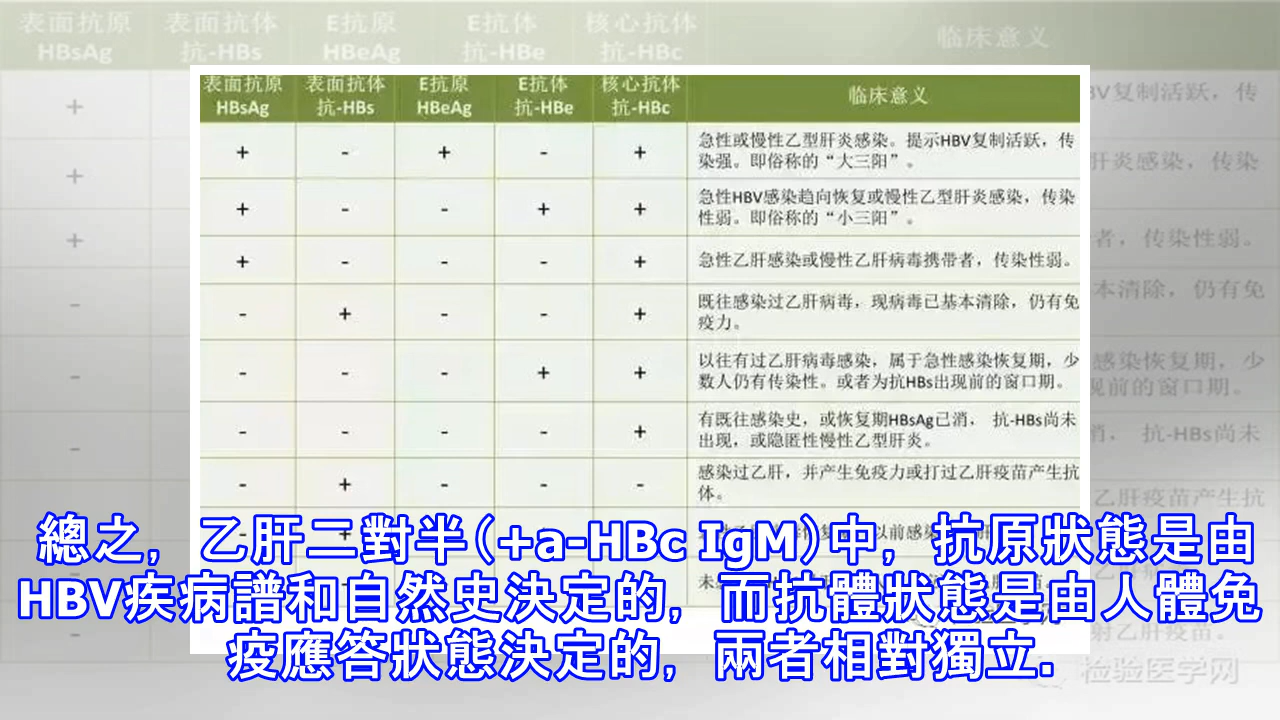 表面抗原 表面抗体 E抗原 E抗体 核心抗体 临床意义
HBsAg 抗-HBs HBeAg 抗-HBe 抗-HBc
+ - + - + 急性或慢性乙型肝炎感染。提示HBV复制活跃，传
染强。即俗称的“大三阳”。
+ - - + + 急性HBV感染趋向恢复或慢性乙型肝炎感染，传染
性弱。即俗称的“小三阳”。
+ - - - + 急性乙肝感染或慢性乙肝病毒携带者，传染性弱。
- + - - + 既往感染过乙肝病毒，现病毒已基本清除，仍有免
疫力。
- - - + + 以往有过乙肝病毒感染，属于急性感染恢复期，少
数人仍有传染性。或者为抗HBs出现前的窗口期。
- - - - + 有既往感染史，或恢复期HBsAg已消， 抗-HBs尚未
出现，或隐匿性慢性乙型肝炎。
- + - - - 感染过乙肝，并产生免疫力或打过乙肝疫苗产生抗
体。
總之，乙肝二對半(+a-HBc IgM)中，抗原狀態是由
HBV疾病譜和自然史決定的，而抗體狀態是由人體免
疫應答狀態決定的，兩者相對獨立.
检验医学网